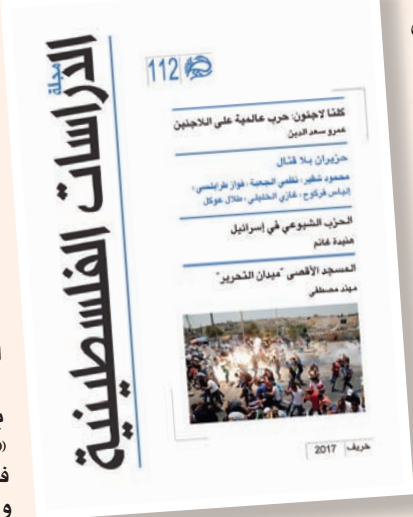 مجلة
الدراسات الفلسطينية
112
كلنا لاجئون: حرب عالمية على اللاجئين
عمرو سعد الدين
حزيران بلا قتال
محمود شقير، نظمي الجعبة، فواز طرابلسي،
إلياس فركوح، غازي الخليلي، طلال عوكل
الحزب الشيوعي في إسرائيل
هنيدة غانم
المسجد الأقصى "ميدان التحرير"
مهند مصطفى
خريف 2017